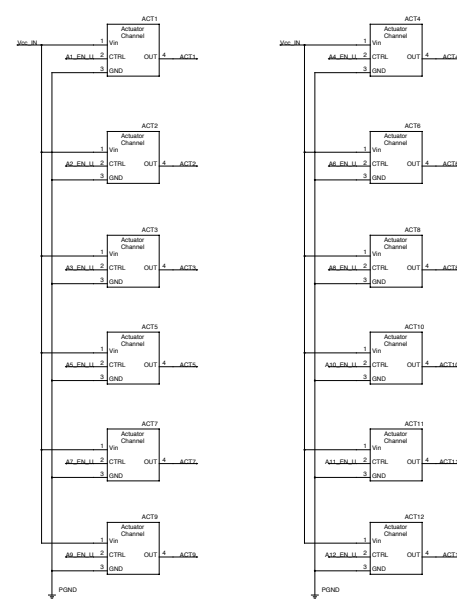 ACT1
Actuator
Channel
Vcc_IN 1 Vin
A1_EN_U 2 CTRL OUT 4 ACT1
3 GND
ACT2
Actuator
Channel
1 Vin
A2_EN_U 2 CTRL OUT 4 ACT2
3 GND
ACT3
Actuator
Channel
1 Vin
A3_EN_U 2 CTRL OUT 4 ACT3
3 GND
ACT5
Actuator
Channel
1 Vin
A5_EN_U 2 CTRL OUT 4 ACT5
3 GND
ACT7
Actuator
Channel
1 Vin
A7_EN_U 2 CTRL OUT 4 ACT7
3 GND
ACT9
Actuator
Channel
1 Vin
A9_EN_U 2 CTRL OUT 4 ACT9
3 GND
PGND
ACT4
Actuator
Channel
Vcc_IN 1 Vin
A4_EN_U 2 CTRL OUT 4 ACT4
3 GND
ACT6
Actuator
Channel
1 Vin
A6_EN_U 2 CTRL OUT 4 ACT6
3 GND
ACT8
Actuator
Channel
1 Vin
A8_EN_U 2 CTRL OUT 4 ACT8
3 GND
ACT10
Actuator
Channel
1 Vin
A10_EN_U 2 CTRL OUT 4 ACT10
3 GND
ACT11
Actuator
Channel
1 Vin
A11_EN_U 2 CTRL OUT 4 ACT11
3 GND
ACT12
Actuator
Channel
1 Vin
A12_EN_U 2 CTRL OUT 4
3 GND
PGND